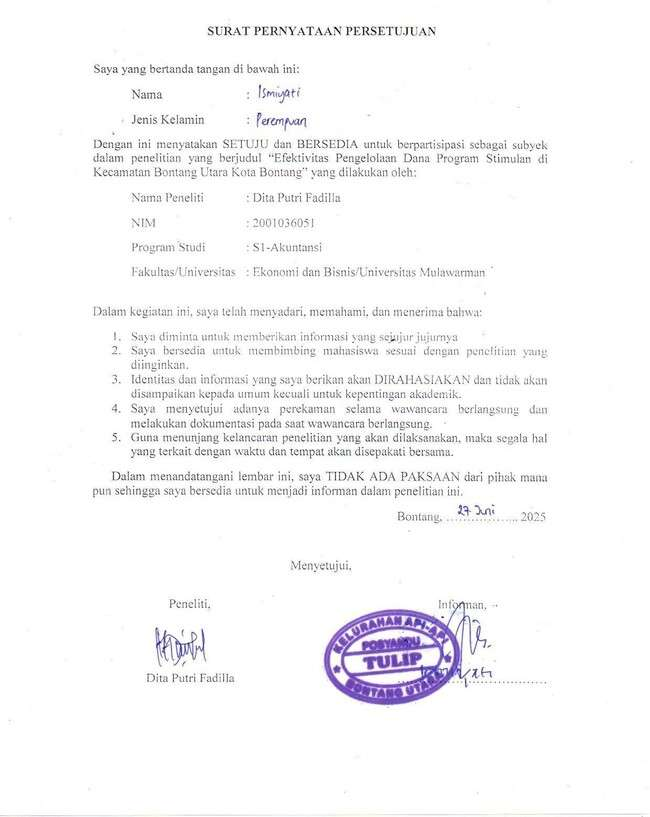 SURAT PERNYATAAN PERSETUJUAN
Saya yang bertanda tangan di bawah ini:
Nama : Ismiyati
Jenis Kelamin : Perempuan
Dengan ini menyatakan SETUJU dan BERSEDIA untuk berpartisipasi sebagai subyek
dalam penelitian yang berjudul “Efektivitas Pengelolaan Dana Program Stimulan di
Kecamatan Bontang Utara Kota Bontang” yang dilakukan oleh:
Nama Peneliti : Dita Putri Fadilla
NIM : 2001036051
Program Studi : S1-Akuntansi
Fakultas/Universitas : Ekonomi dan Bisnis/Universitas Mulawarman
Dalam kegiatan ini, saya telah menyadari, memahami, dan menerima bahwa:
1. Saya diminta untuk memberikan informasi yang sejujur jujurnya
2. Saya bersedia untuk membimbing mahasiswa sesuai dengan penelitian yang
diinginkan.
3. Identitas dan informasi yang saya berikan akan DIRAHASIAKAN dan tidak akan
disampaikan kepada umum kecuali untuk kepentingan akademik.
4. Saya menyetujui adanya perekaman selama wawancara berlangsung dan
melakukan dokumentasi pada saat wawancara berlangsung.
5. Guna menunjang kelancaran penelitian yang akan dilaksanakan, maka segala hal
yang terkait dengan waktu dan tempat akan disepakati bersama.
Dalam menandatangani lembar ini, saya TIDAK ADA PAKSAAN dari pihak mana
pun sehingga saya bersedia untuk menjadi informan dalam penelitian ini.
Bontang, 27 Juni 2025
Menyetujui,
Peneliti, Informan,
KELURAHAN API-API
POSYANDU
TULIP
BONTANG UTARA
Ismiyati
Dita Putri Fadilla